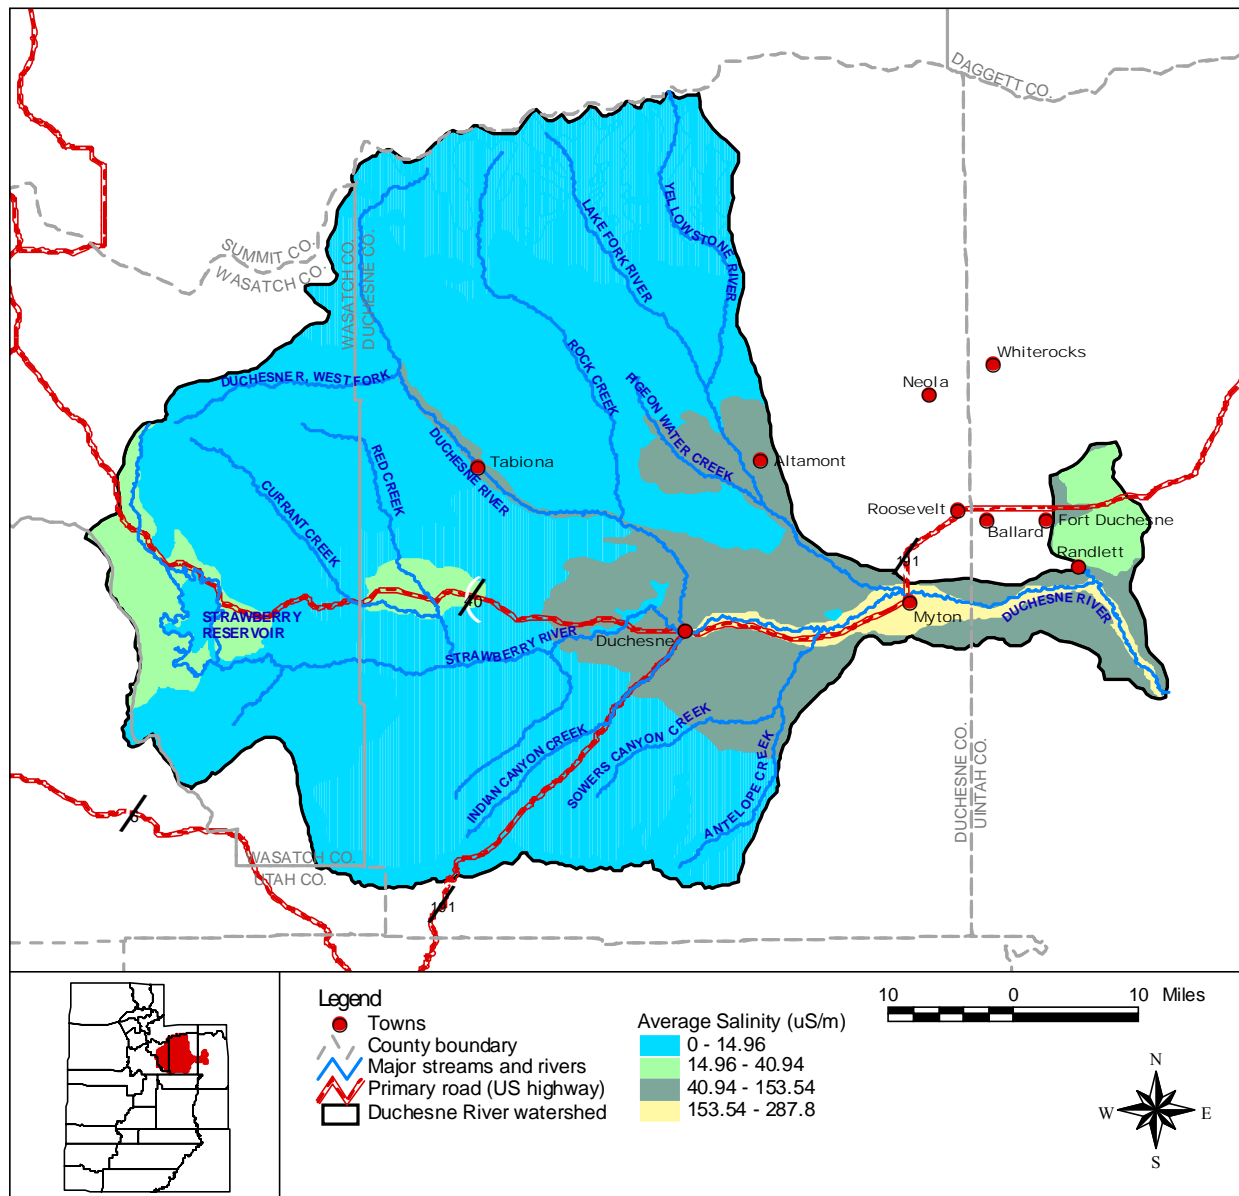 DAGGETT CO.
SUMMIT CO.
WASATCH CO.
WASATCH CO.
DUCHESNE CO.
YELLOWSTONE RIVER
LAKE FORK RIVER
ROCK CREEK
PIGEON WATER CREEK
DUCHESNE R, WEST FORK
Whiterocks
Neola
DUCHESNE RIVER
RED CREEK
Tabiona
Altamont
CURRANT CREEK
Roosevelt
Ballard
Fort Duchesne
Randlett
191
40
STRAWBERRY
RESERVOIR
STRAWBERRY RIVER
Duchesne
Myton
DUCHESNE RIVER
INDIAN CANYON CREEK
SOWERS CANYON CREEK
ANTELOPE CREEK
DUCHESNE CO.
UINTAH CO.
6
WASATCH CO.
UTAH CO.
191
Legend
Towns
County boundary
Major streams and rivers
Primary road (US highway)
Duchesne River watershed
Average Salinity (uS/m)
0 - 14.96
14.96 - 40.94
40.94 - 153.54
153.54 - 287.8
10 0 10 Miles
N
W E
S